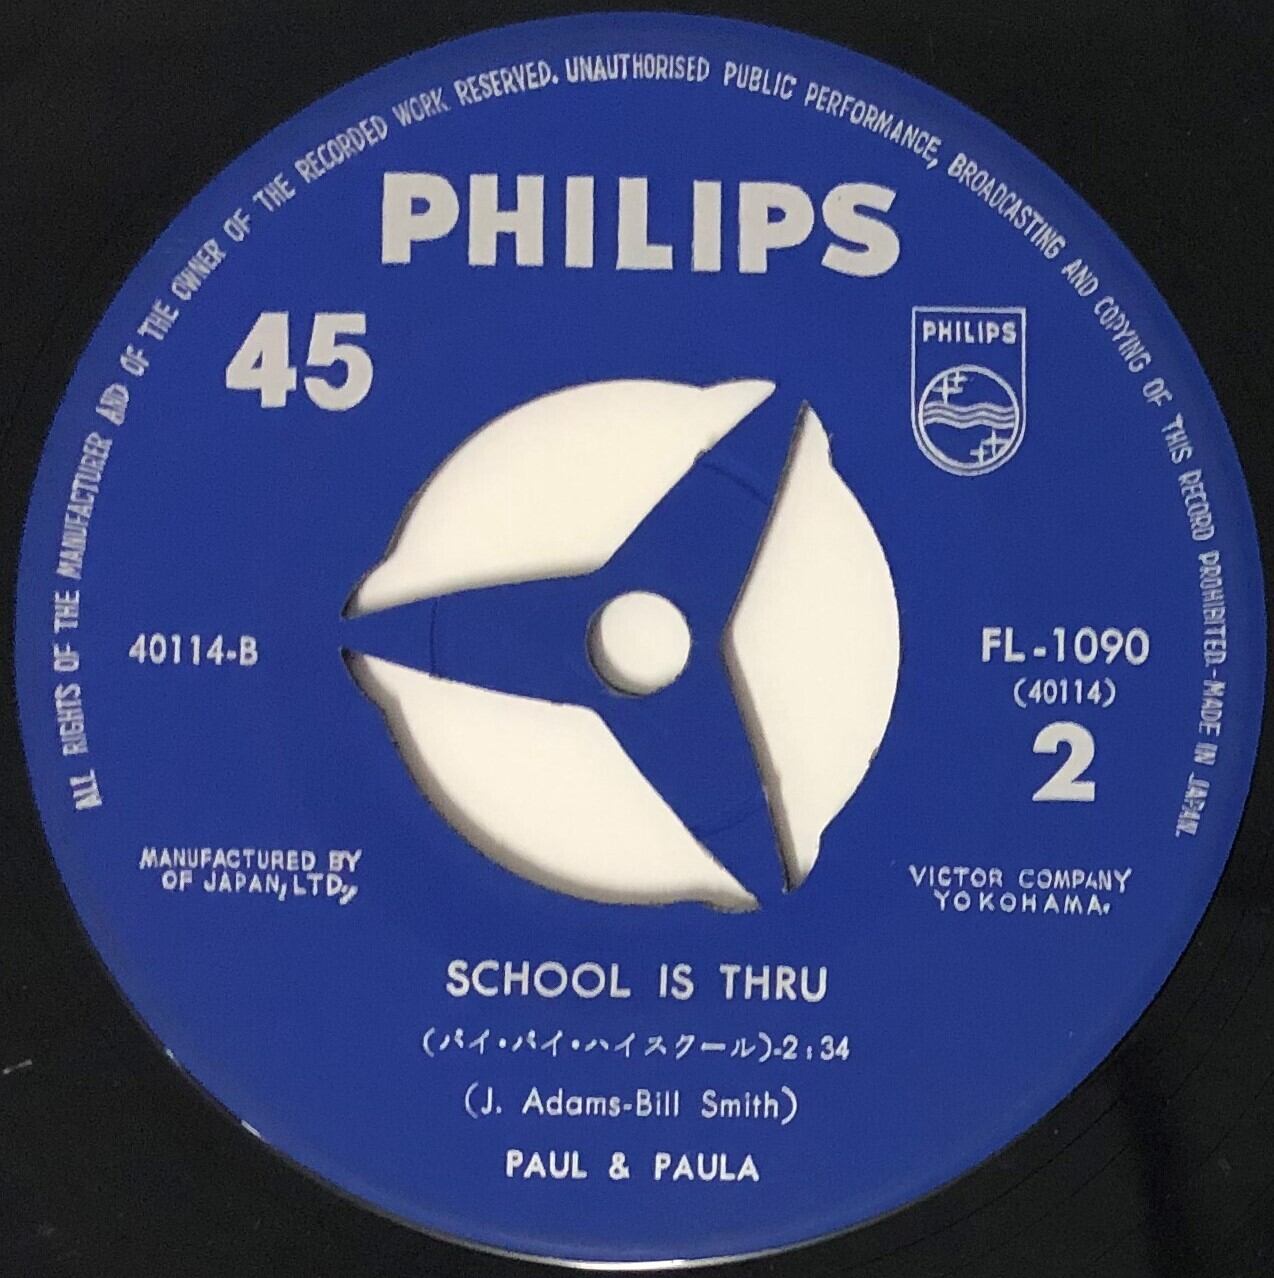 ALL RIGHTS OF THE MANUFACTURER AND OF THE OWNER OF THE RECORDED WORK RESERVED. UNAUTHORISED PUBLIC PERFORMANCE, BROADCASTING AND COPYING OF THIS RECORD PROHIBITED-MADE IN JAPAN.
PHILIPS
45
PHILIPS
40114-B
FL-1090
(40114)
2
MANUFACTURED BY
OF JAPAN, LTD.,
VICTOR COMPANY
YOKOHAMA.
SCHOOL IS THRU
(バイ・バイ・ハイスクール)-2:34
(J. Adams-Bill Smith)
PAUL & PAULA